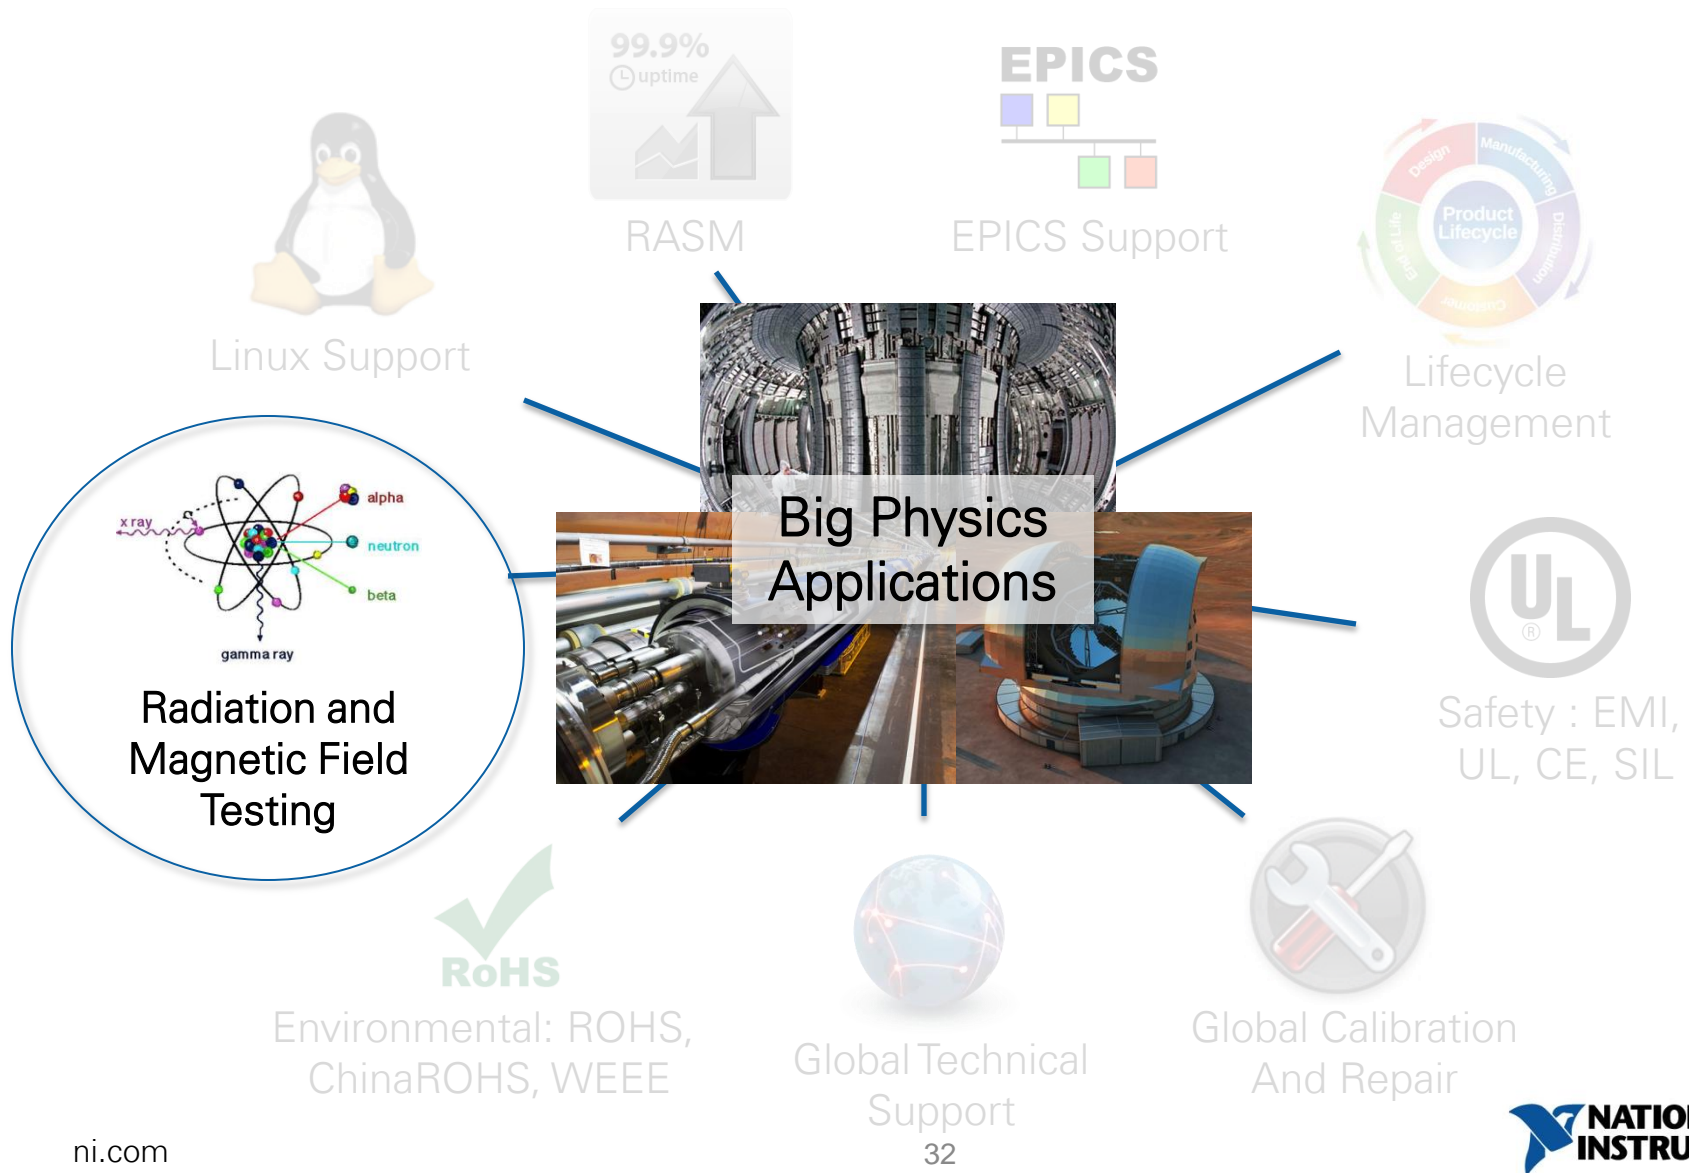 99.9%
uptime
RASM
EPICS
EPICS Support
Linux Support
Design
Manufacturing
Distribution
Customer
End of Life
Product
Lifecycle
Lifecycle
Management
x ray
alpha
neutron
beta
gamma ray
Radiation and
Magnetic Field
Testing
Big Physics
Applications
UL
®
Safety : EMI,
UL, CE, SIL
RoHS
Environmental: ROHS,
ChinaROHS, WEEE
Global Technical
Support
Global Calibration
And Repair
ni.com
32
NATIO
INSTRU